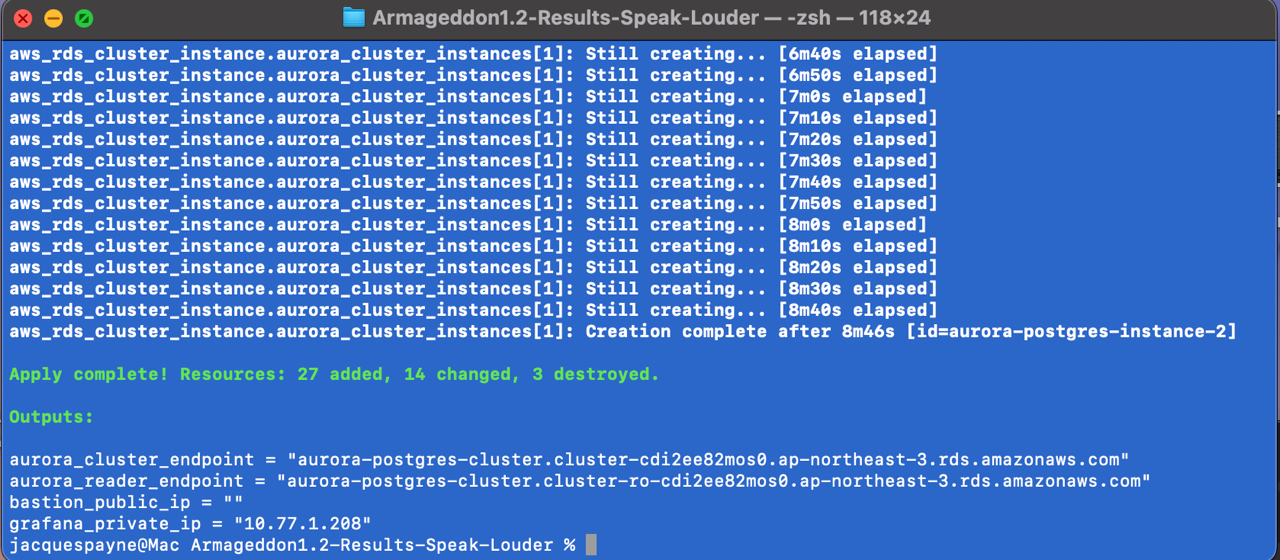 Armageddon1.2-Results-Speak-Louder — -zsh — 118×24
aws_rds_cluster_instance.aurora_cluster_instances[1]: Still creating... [6m40s elapsed]
aws_rds_cluster_instance.aurora_cluster_instances[1]: Still creating... [6m50s elapsed]
aws_rds_cluster_instance.aurora_cluster_instances[1]: Still creating... [7m0s elapsed]
aws_rds_cluster_instance.aurora_cluster_instances[1]: Still creating... [7m10s elapsed]
aws_rds_cluster_instance.aurora_cluster_instances[1]: Still creating... [7m20s elapsed]
aws_rds_cluster_instance.aurora_cluster_instances[1]: Still creating... [7m30s elapsed]
aws_rds_cluster_instance.aurora_cluster_instances[1]: Still creating... [7m40s elapsed]
aws_rds_cluster_instance.aurora_cluster_instances[1]: Still creating... [7m50s elapsed]
aws_rds_cluster_instance.aurora_cluster_instances[1]: Still creating... [8m0s elapsed]
aws_rds_cluster_instance.aurora_cluster_instances[1]: Still creating... [8m10s elapsed]
aws_rds_cluster_instance.aurora_cluster_instances[1]: Still creating... [8m20s elapsed]
aws_rds_cluster_instance.aurora_cluster_instances[1]: Still creating... [8m30s elapsed]
aws_rds_cluster_instance.aurora_cluster_instances[1]: Still creating... [8m40s elapsed]
aws_rds_cluster_instance.aurora_cluster_instances[1]: Creation complete after 8m46s [id=aurora-postgres-instance-2]
Apply complete! Resources: 27 added, 14 changed, 3 destroyed.
Outputs:
aurora_cluster_endpoint = "aurora-postgres-cluster.cluster-cdi2ee82mos0.ap-northeast-3.rds.amazonaws.com"
aurora_reader_endpoint = "aurora-postgres-cluster.cluster-ro-cdi2ee82mos0.ap-northeast-3.rds.amazonaws.com"
bastion_public_ip = ""
grafana_private_ip = "10.77.1.208"
jacquespayne@Mac Armageddon1.2-Results-Speak-Louder %